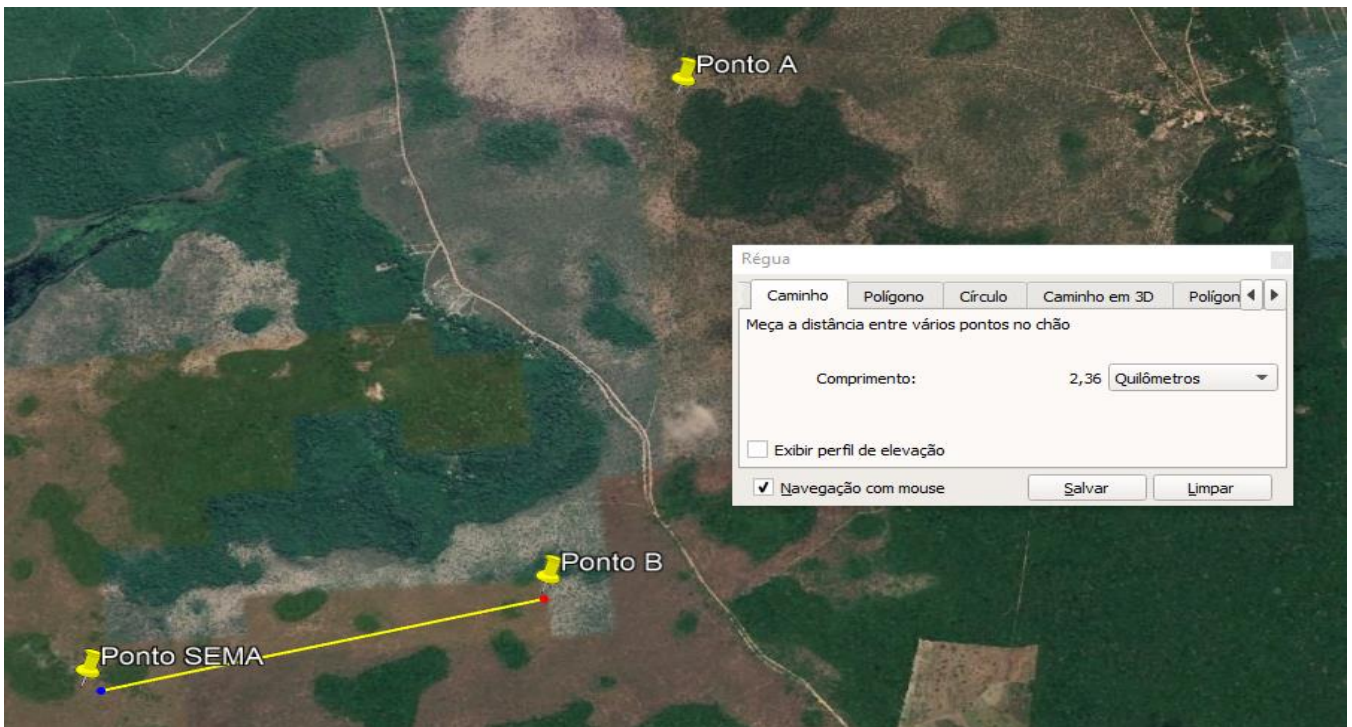 Ponto A
Régua
Caminho Polígono Círculo Caminho em 3D Polígon
Meça a distância entre vários pontos no chão
Comprimento: 2,36 Quilômetros
Exibir perfil de elevação
Navegação com mouse Salvar Limpar
Ponto B
Ponto SEMA